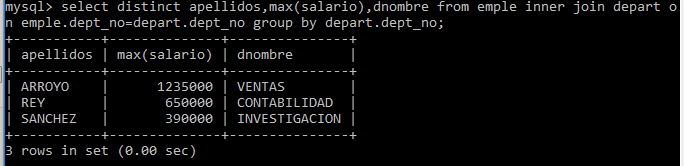 mysql> select distinct apellidos,max(salario),dnombre from emple inner join depart o
n emple.dept_no=depart.dept_no group by depart.dept_no;
+-----------+--------------+---------------+
| apellidos | max(salario) | dnombre       |
+-----------+--------------+---------------+
| ARROYO    |      1235000 | VENTAS        |
| REY       |       650000 | CONTABILIDAD  |
| SANCHEZ   |       390000 | INVESTIGACION |
+-----------+--------------+---------------+
3 rows in set (0.00 sec)